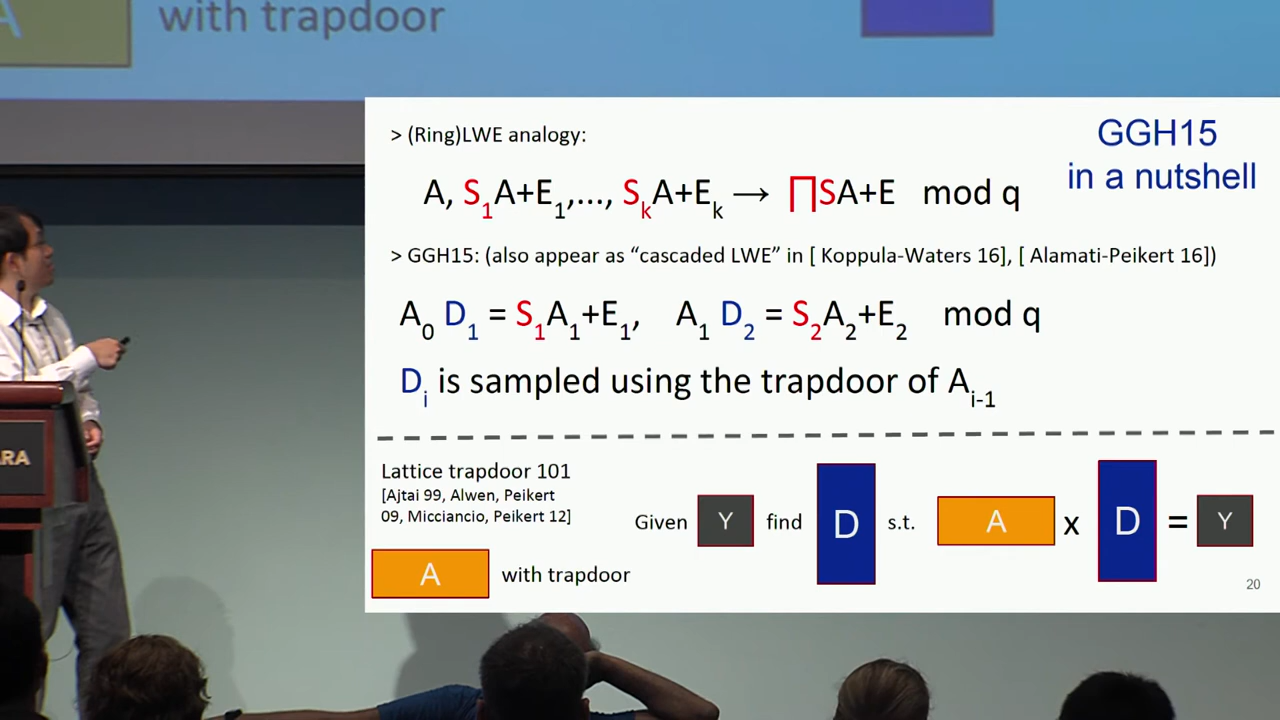 A
with trapdoor
> (Ring)LWE analogy:
GGH15
in a nutshell
A, S₁A+E₁,..., SₖA+Eₖ → ∏SA+E mod q
> GGH15: (also appear as “cascaded LWE” in [ Koppula-Waters 16], [ Alamati-Peikert 16])
A₀ D₁ = S₁A₁+E₁, A₁ D₂ = S₂A₂+E₂ mod q
Dᵢ is sampled using the trapdoor of Aᵢ₋₁
Lattice trapdoor 101
[Ajtai 99, Alwen, Peikert
09, Micciancio, Peikert 12]
Given Y find D s.t. A x D = Y
A with trapdoor
20
ARA